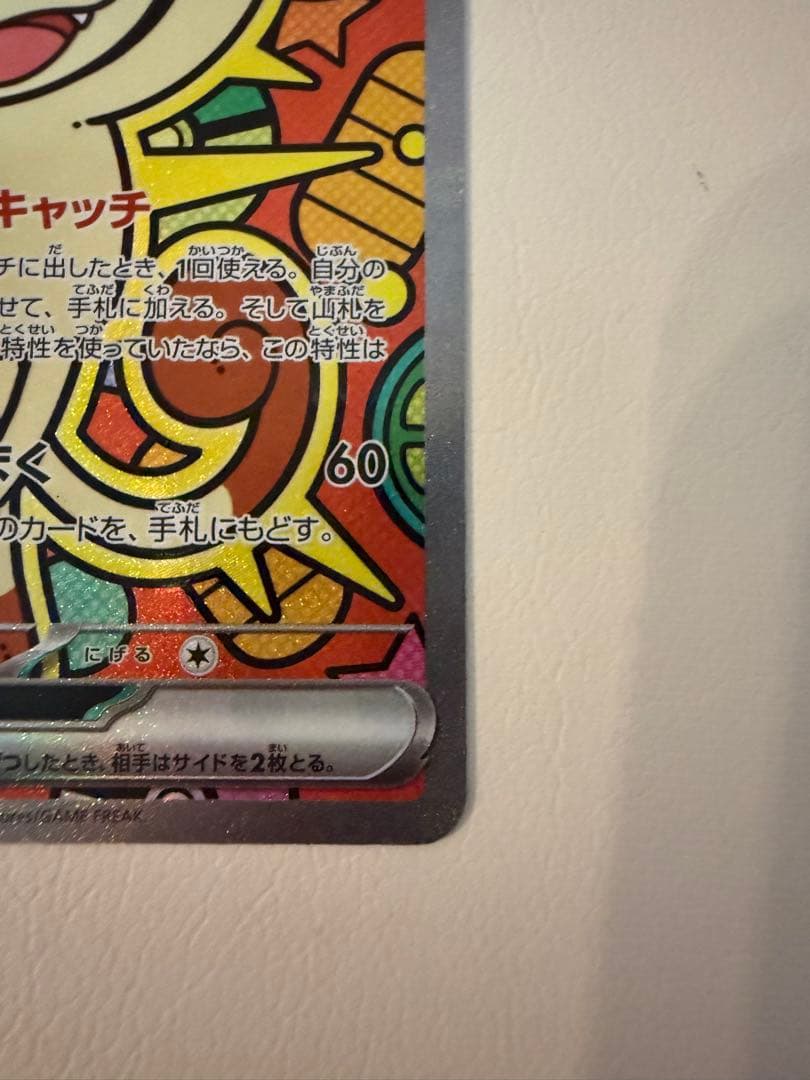 キャッチ
チに出したとき、1回使える。自分の
せて、手札に加える。そして山札を
特性を使っていたなら、この特性は
く 60
のカードを、手札にもどす。
にげる
つしたとき、相手はサイドを2枚とる。
ures/GAME FREAK